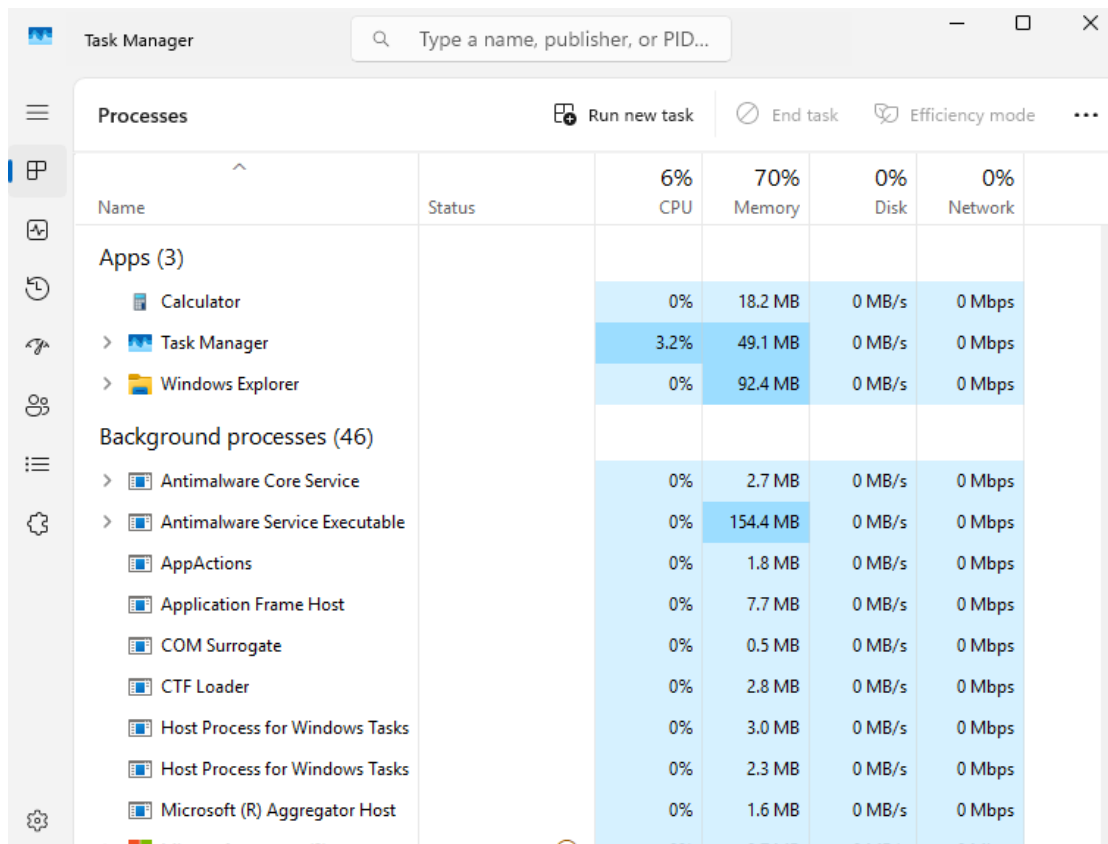 Task Manager
Type a name, publisher, or PID...
Processes
Run new task
End task
Efficiency mode
6% 70% 0% 0%
Name Status CPU Memory Disk Network
Apps (3)
Calculator 0% 18.2 MB 0 MB/s 0 Mbps
Task Manager 3.2% 49.1 MB 0 MB/s 0 Mbps
Windows Explorer 0% 92.4 MB 0 MB/s 0 Mbps
Background processes (46)
Antimalware Core Service 0% 2.7 MB 0 MB/s 0 Mbps
Antimalware Service Executable 0% 154.4 MB 0 MB/s 0 Mbps
AppActions 0% 1.8 MB 0 MB/s 0 Mbps
Application Frame Host 0% 7.7 MB 0 MB/s 0 Mbps
COM Surrogate 0% 0.5 MB 0 MB/s 0 Mbps
CTF Loader 0% 2.8 MB 0 MB/s 0 Mbps
Host Process for Windows Tasks 0% 3.0 MB 0 MB/s 0 Mbps
Host Process for Windows Tasks 0% 2.3 MB 0 MB/s 0 Mbps
Microsoft (R) Aggregator Host 0% 1.6 MB 0 MB/s 0 Mbps